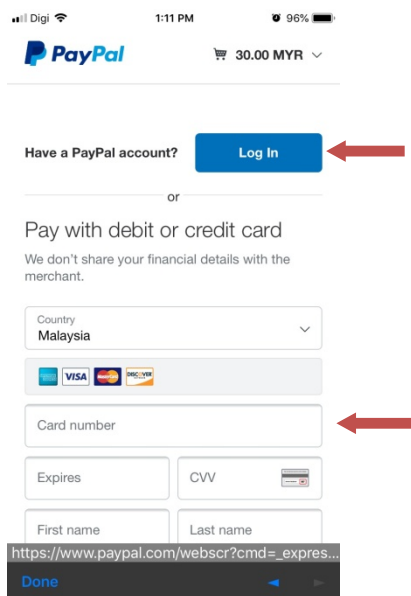 Digi 1:11 PM 96%
PayPal 30.00 MYR
Have a PayPal account? Log In
or
Pay with debit or credit card
We don't share your financial details with the
merchant.
Country
Malaysia
VISA MasterCard DISCOVER
Card number
Expires CVV
First name Last name
https://www.paypal.com/webscr?cmd=_expres...
Done